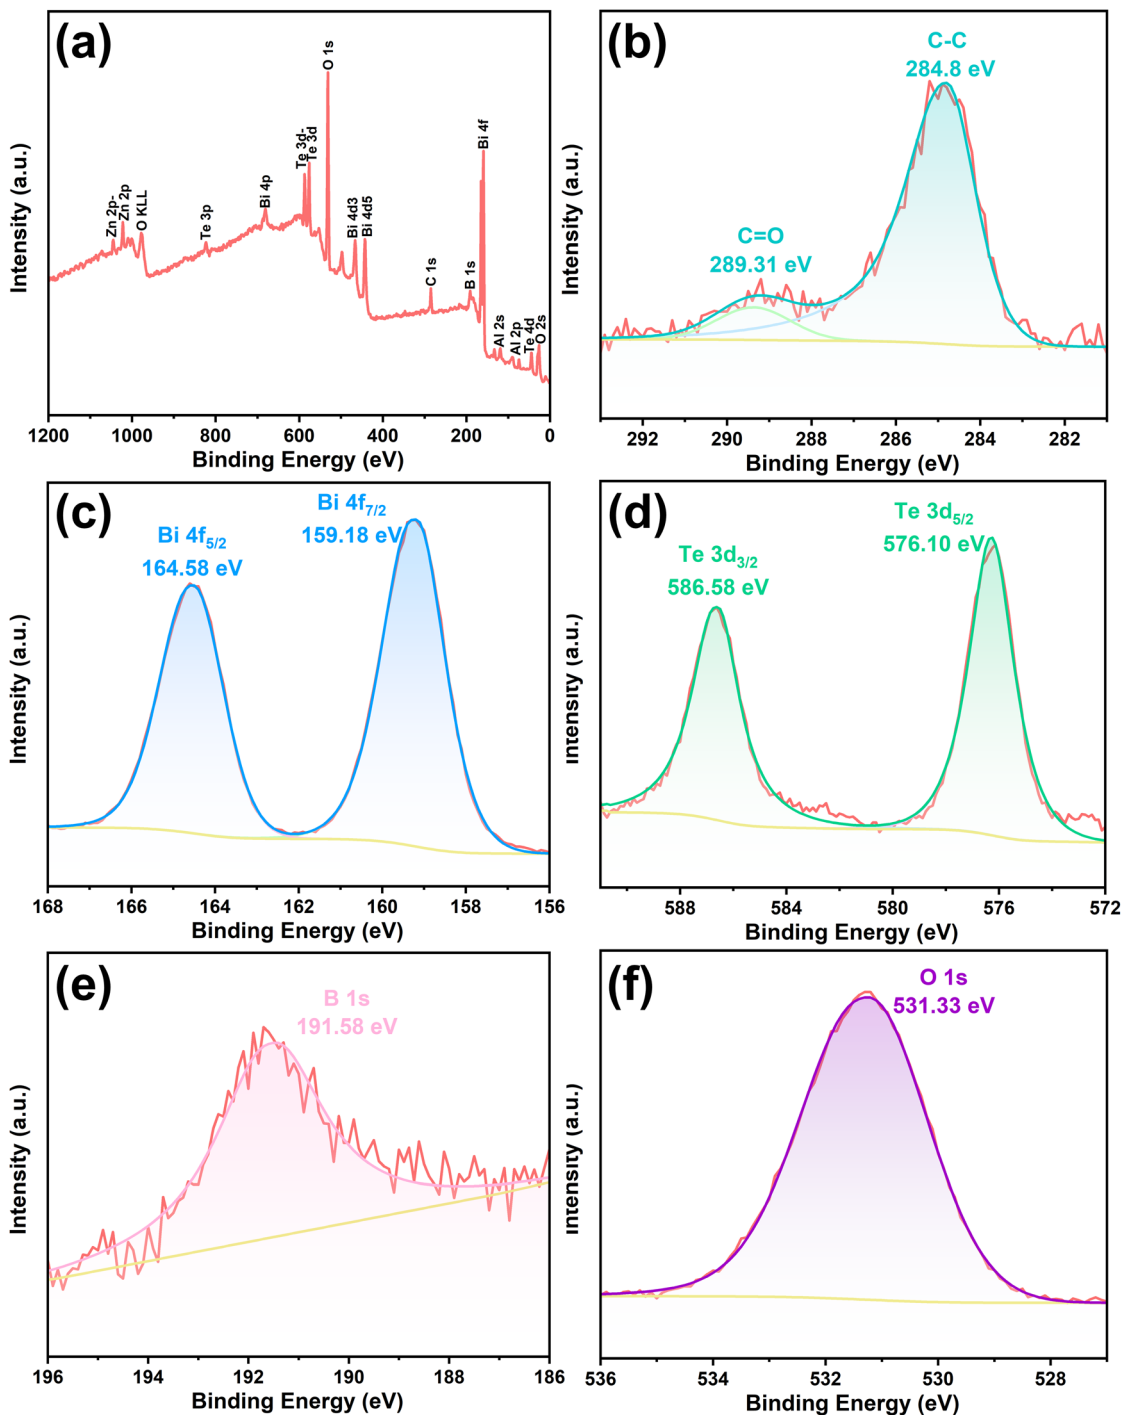 (a)
Zn 2p-
Zn 2p
O KLL
Te 3p
Bi 4p
Te 3d-
Te 3d
O 1s
Bi 4d3
Bi 4d5
C 1s
B 1s
Bi 4f
Al 2s
Al 2p
Te 4d
O 2s
Intensity (a.u.)
1200 1000 800 600 400 200 0
Binding Energy (eV)
(b)
C-C
284.8 eV
C=O
289.31 eV
Intensity (a.u.)
292 290 288 286 284 282
Binding Energy (eV)
(c)
Bi 4f5/2
164.58 eV
Bi 4f7/2
159.18 eV
Intensity (a.u.)
168 166 164 162 160 158 156
Binding Energy (eV)
(d)
Te 3d3/2
586.58 eV
Te 3d5/2
576.10 eV
Intensity (a.u.)
588 584 580 576 572
Binding Energy (eV)
(e)
B 1s
191.58 eV
Intensity (a.u.)
196 194 192 190 188 186
Binding Energy (eV)
(f)
O 1s
531.33 eV
Intensity (a.u.)
536 534 532 530 528
Binding Energy (eV)